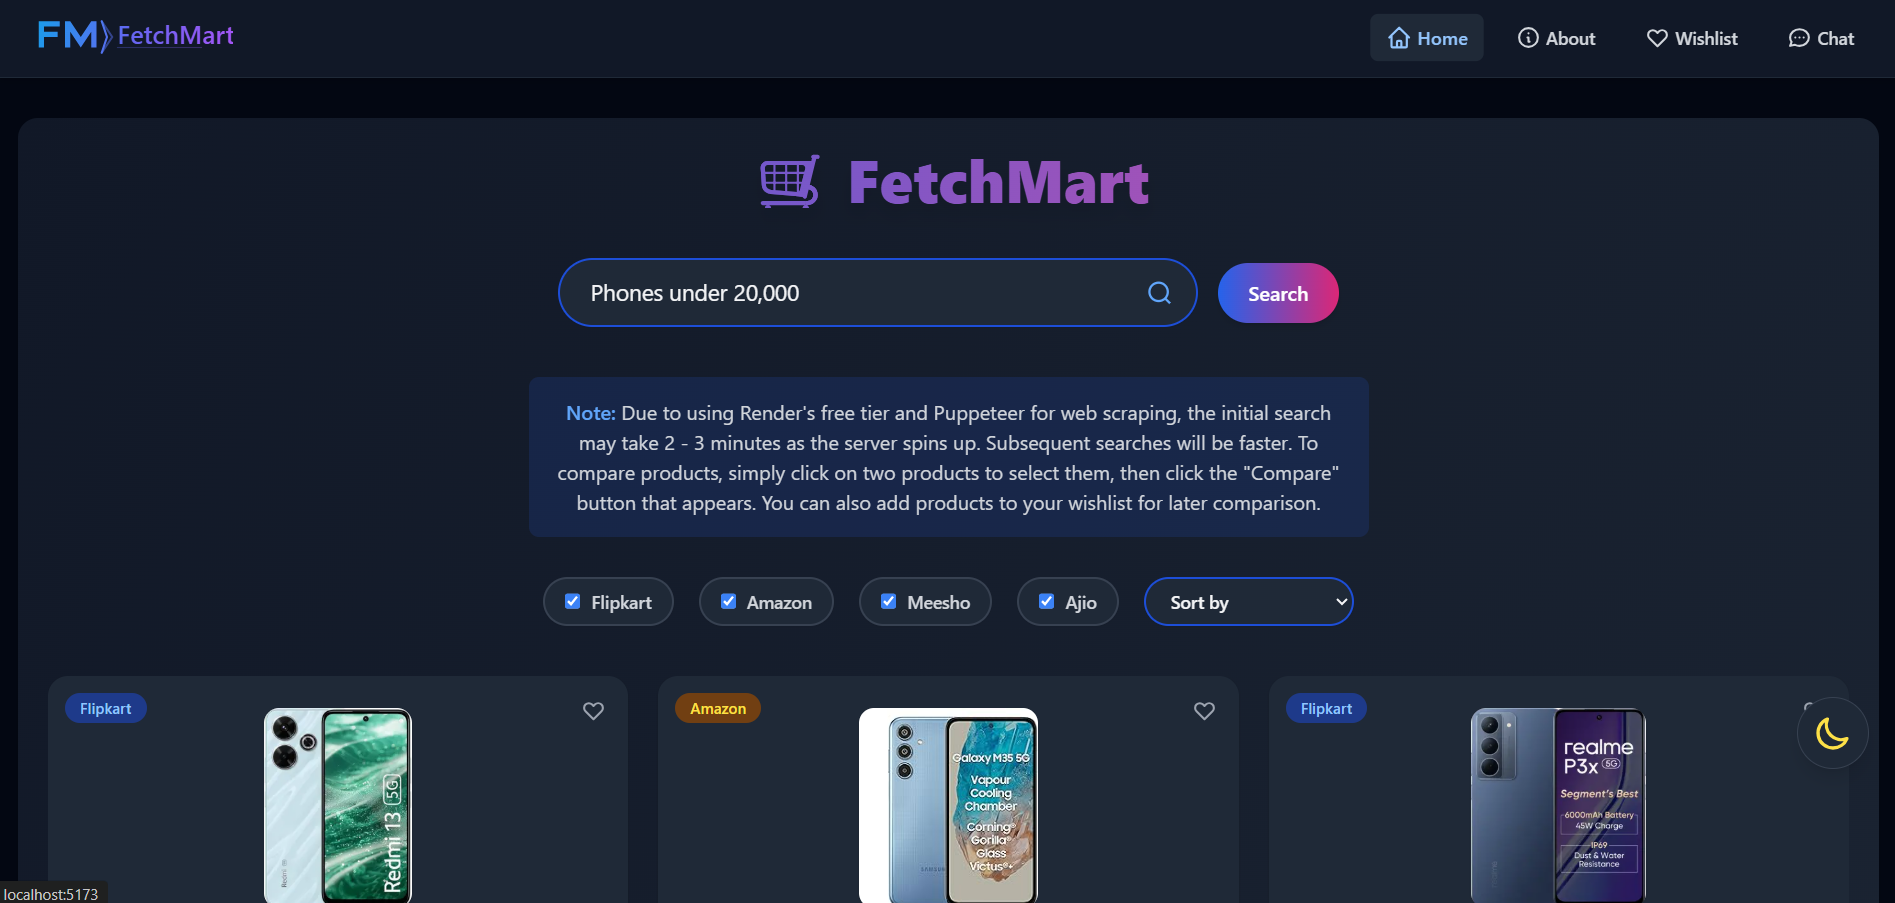 FM FetchMart
Home
About
Wishlist
Chat
FetchMart
Phones under 20,000
Search
Note: Due to using Render's free tier and Puppeteer for web scraping, the initial search
may take 2 - 3 minutes as the server spins up. Subsequent searches will be faster. To
compare products, simply click on two products to select them, then click the "Compare"
button that appears. You can also add products to your wishlist for later comparison.
Flipkart
Amazon
Meesho
Ajio
Sort by
Flipkart
Redmi 13 5G
Amazon
Galaxy M35 5G
Vapour
Cooling
Chamber
Corning®
Gorilla®
Glass
Victus®+
SAMSUNG
Flipkart
realme
P3x 5G
Segment's Best
6000mAh Battery
45W Charge
IP69
Dust & Water
Resistance
localhost:5173